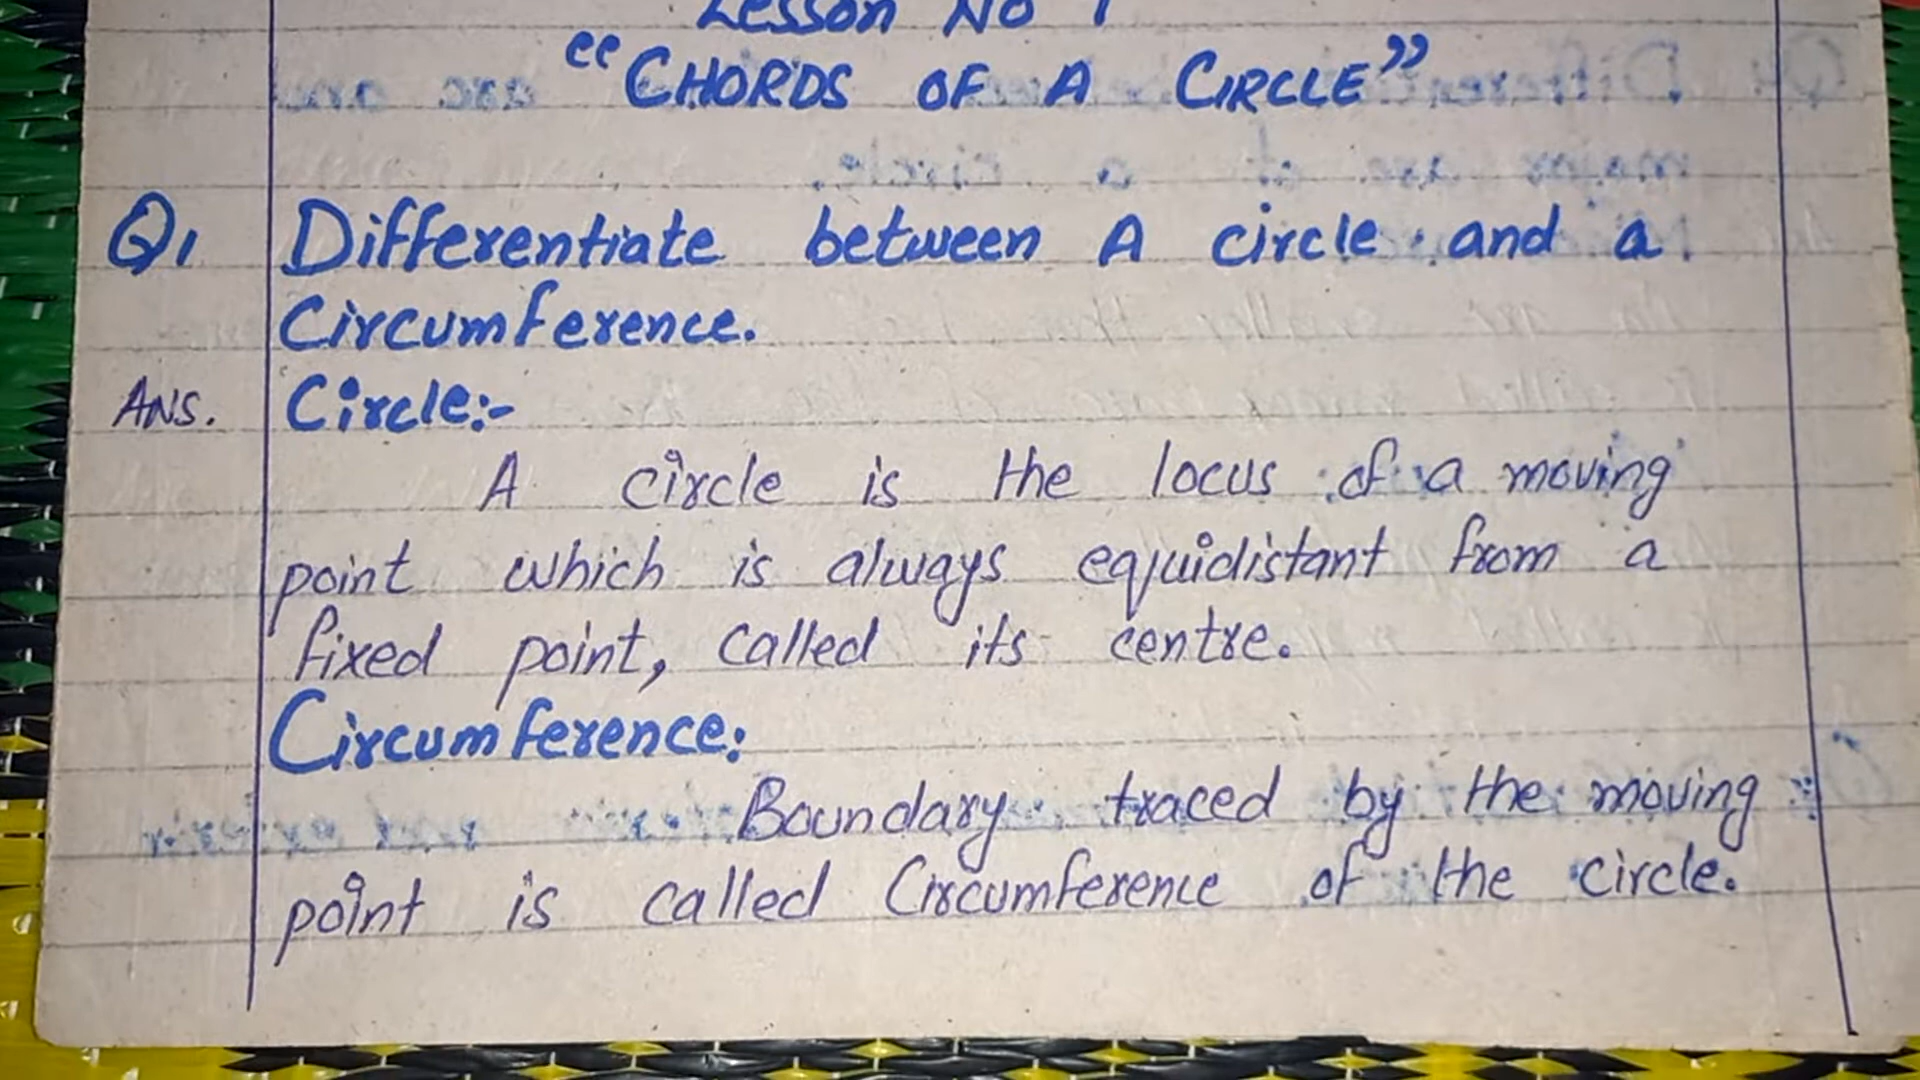 Lesson No 1
“CHORDS OF A CIRCLE”
Q1 Differentiate between A circle and a
Circumference.
ANS. Circle:-
A circle is the locus of a moving
point which is always equidistant from a
fixed point, called its centre.
Circumference:
Boundary traced by the moving
point is called Circumference of the circle.